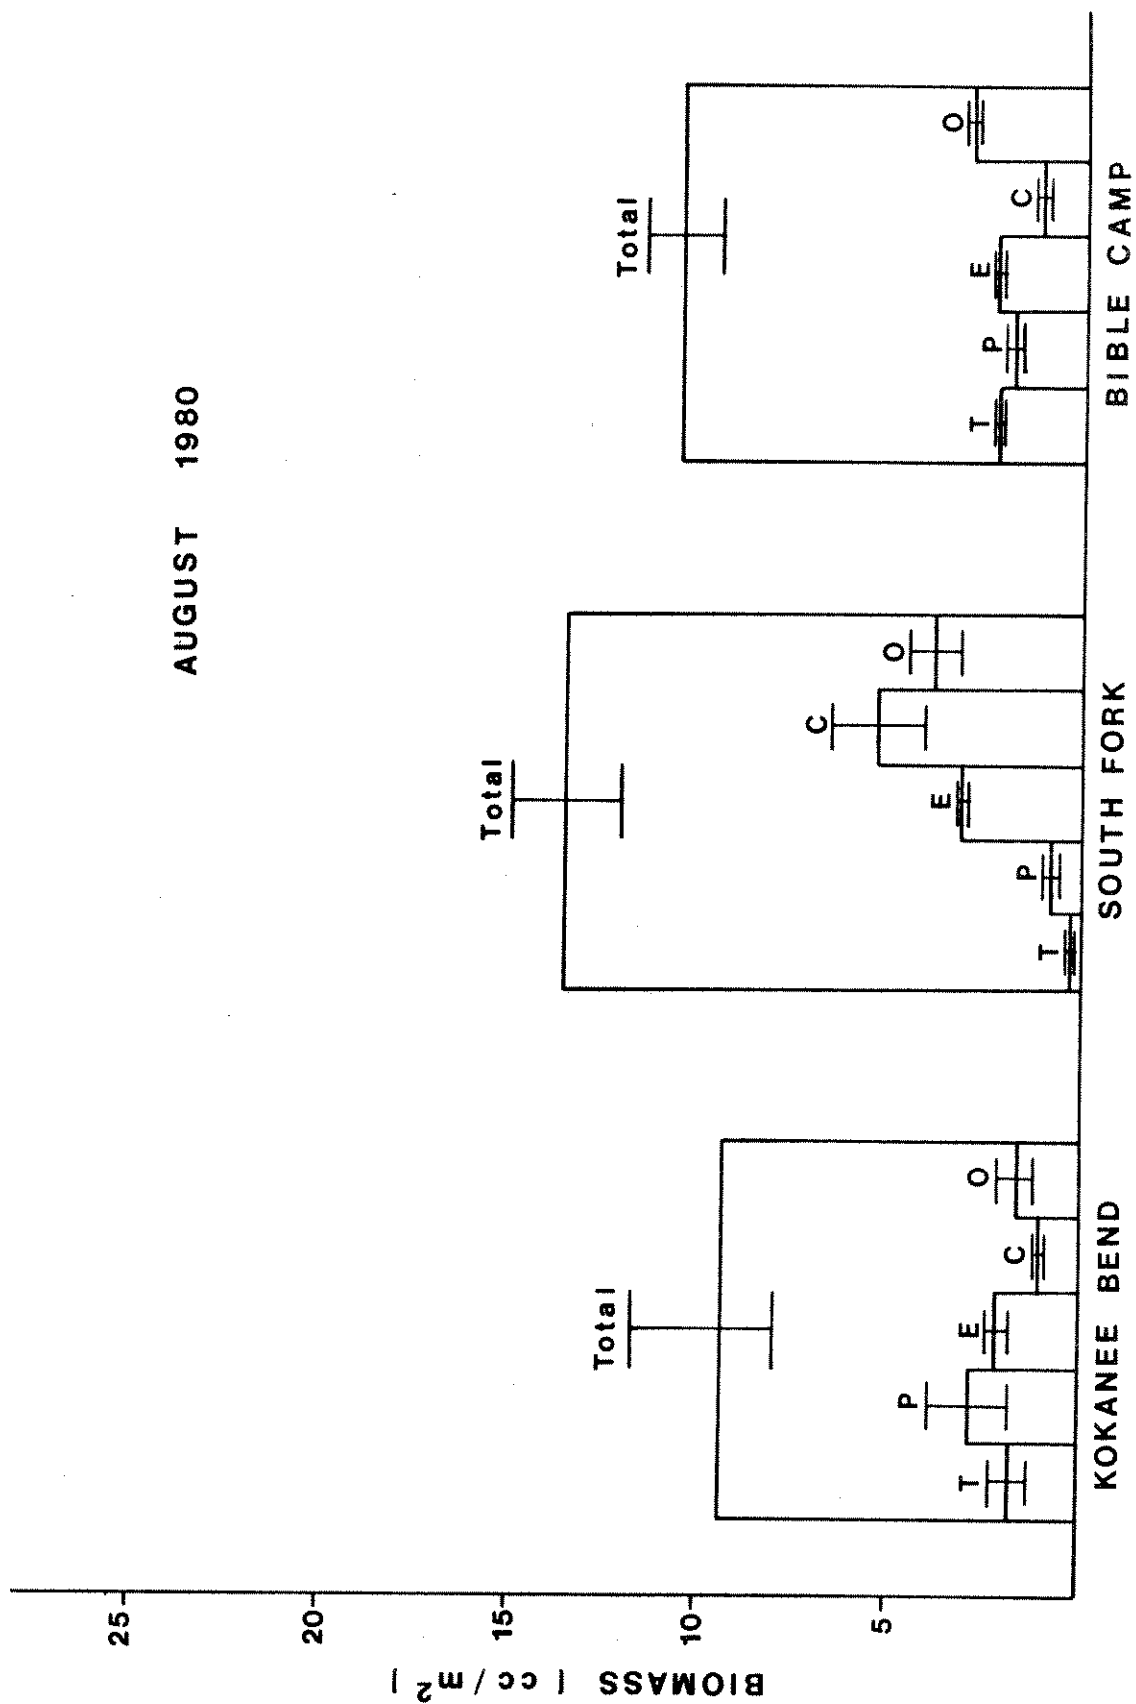 AUGUST 1980
BIOMASS ( cc/m² )
25
20
15
10
5
Total
T
P
E
C
O
KOKANEE BEND
Total
T
P
E
C
O
SOUTH FORK
Total
T
P
E
C
O
BIBLE CAMP